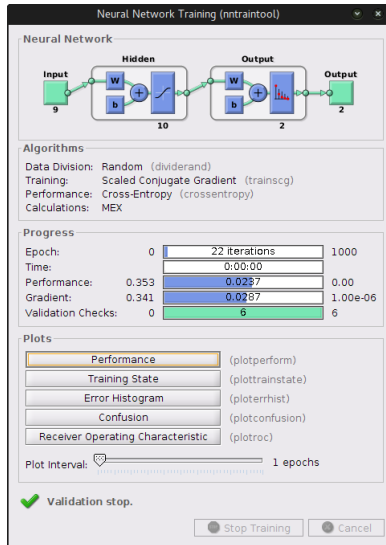 Neural Network Training (nntraintool)
Neural Network
Hidden Output
Input Output
W W
+ +
b b
9 2
10 2
Algorithms
Data Division: Random (dividerand)
Training: Scaled Conjugate Gradient (trainscg)
Performance: Cross-Entropy (crossentropy)
Calculations: MEX
Progress
Epoch: 0 22 iterations 1000
Time: 0:00:00
Performance: 0.353 0.0237 0.00
Gradient: 0.341 0.0287 1.00e-06
Validation Checks: 0 6 6
Plots
Performance (plotperform)
Training State (plottrainstate)
Error Histogram (ploterrhist)
Confusion (plotconfusion)
Receiver Operating Characteristic (plotroc)
Plot Interval: 1 epochs
Validation stop.
Stop Training Cancel